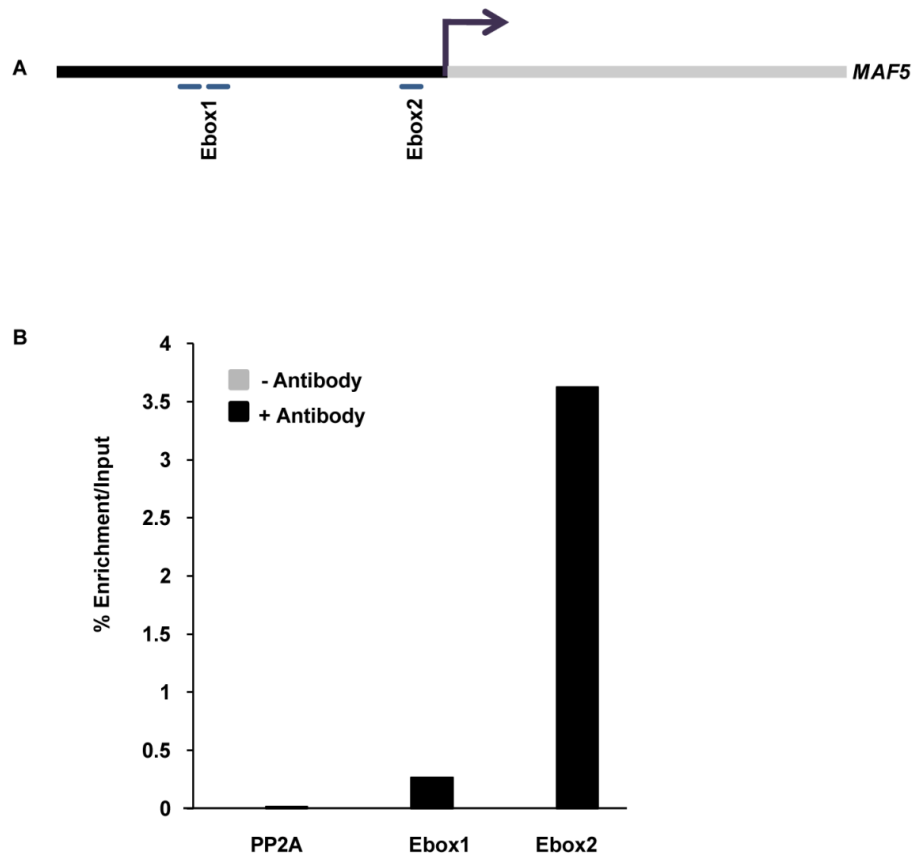 A
MAF5
Ebox1
Ebox2
B
% Enrichment/Input
4
3.5
3
2.5
2
1.5
1
0.5
0
- Antibody
+ Antibody
PP2A Ebox1 Ebox2